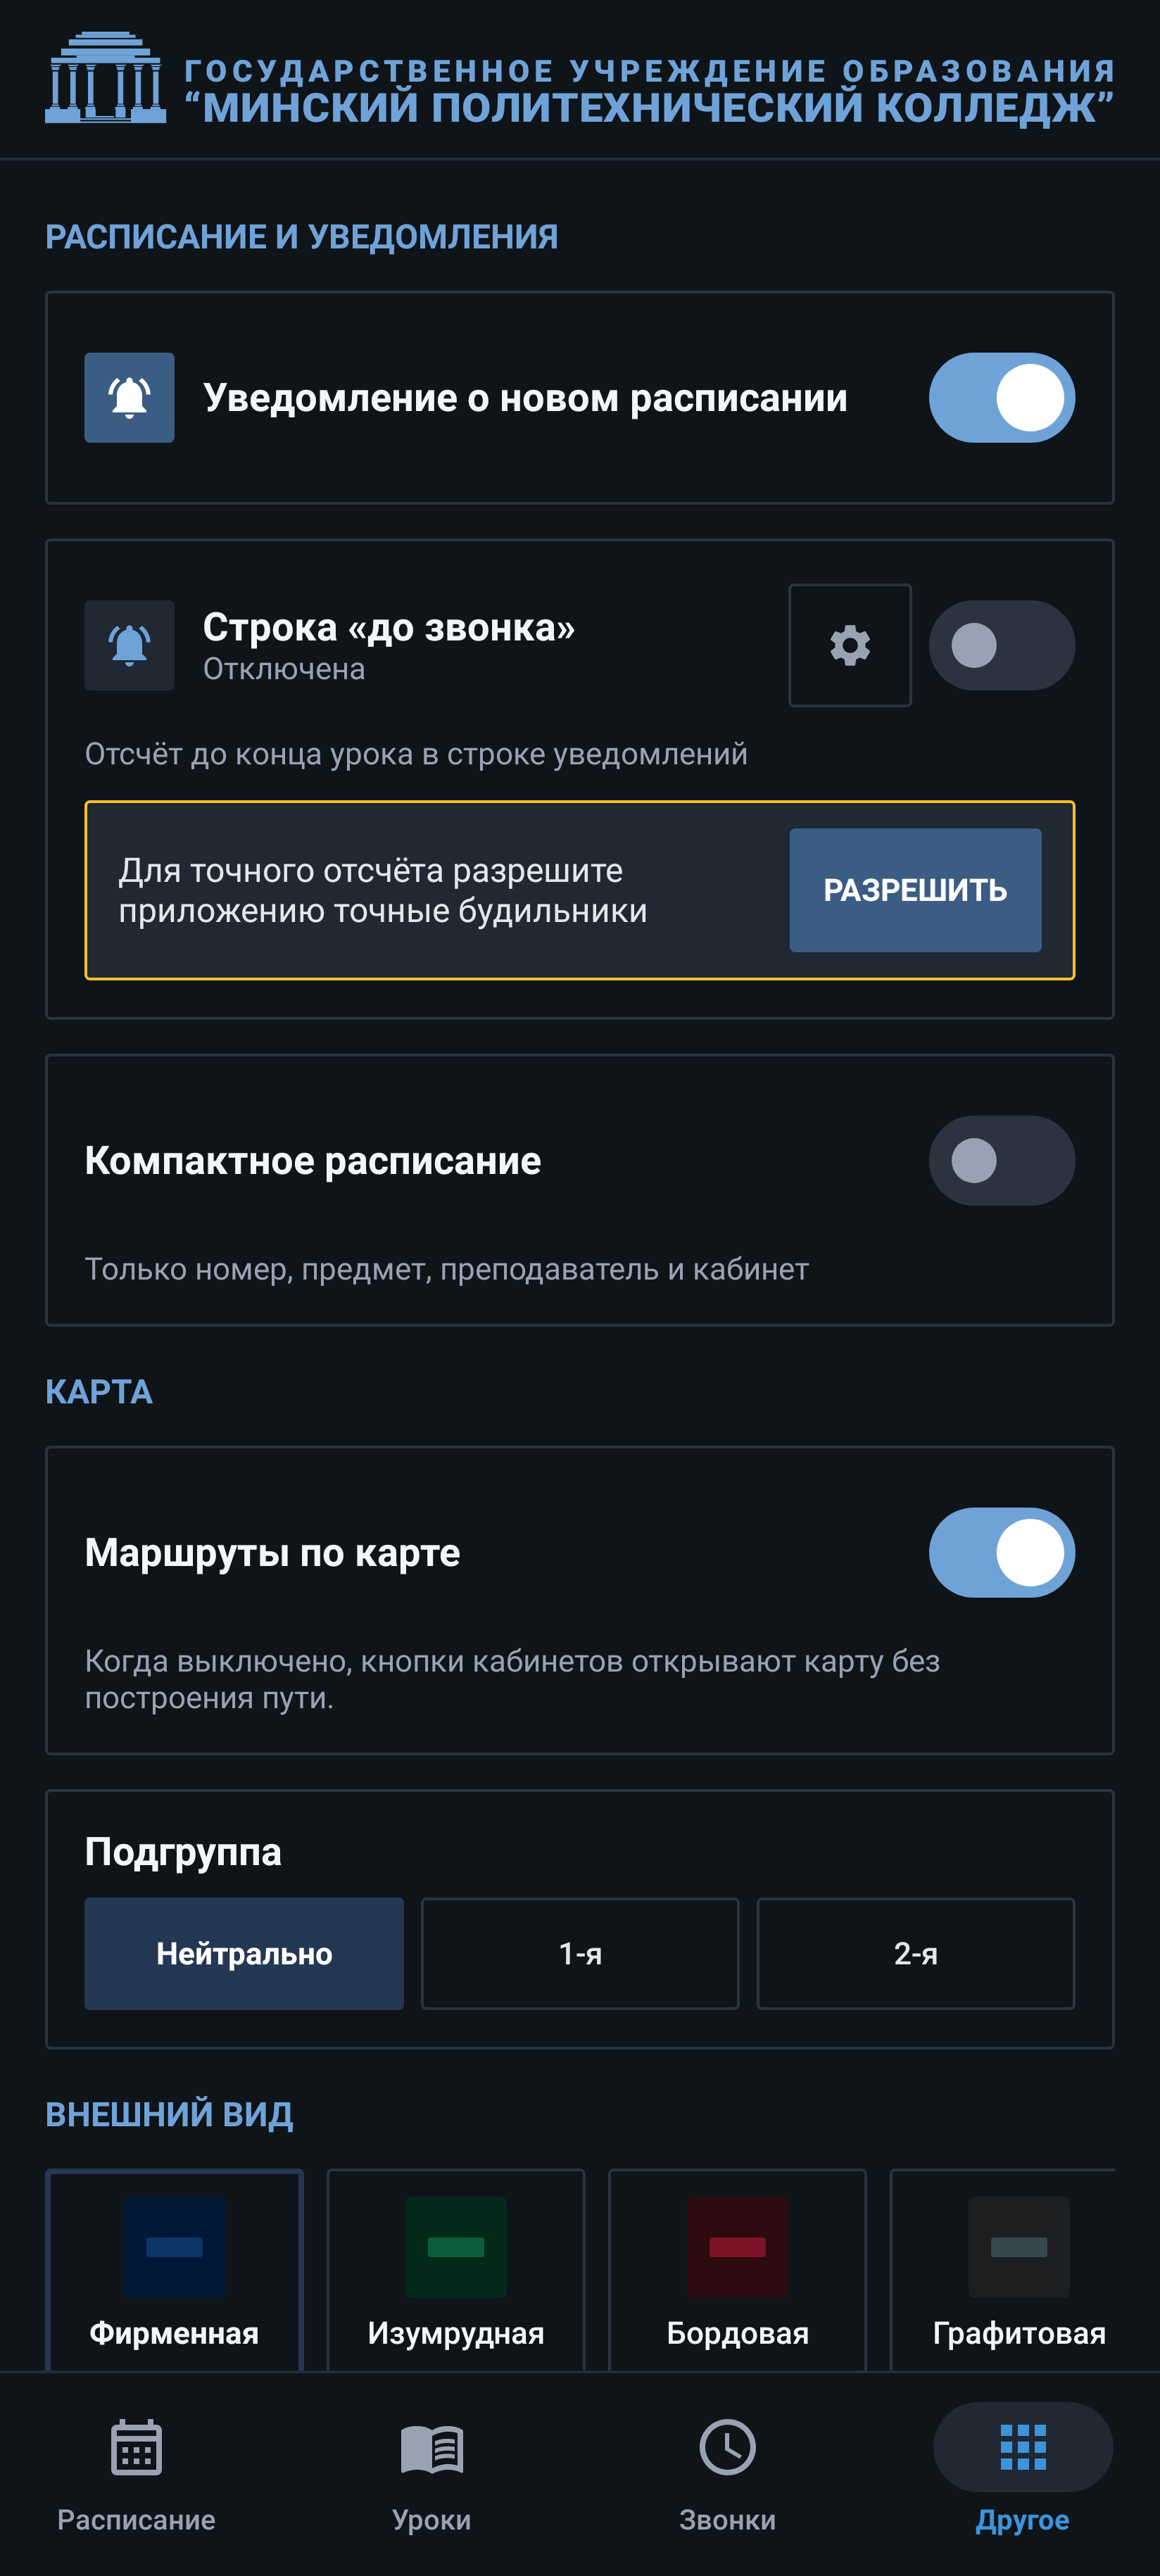 ГОСУДАРСТВЕННОЕ УЧРЕЖДЕНИЕ ОБРАЗОВАНИЯ
“МИНСКИЙ ПОЛИТЕХНИЧЕСКИЙ КОЛЛЕДЖ”
РАСПИСАНИЕ И УВЕДОМЛЕНИЯ
Уведомление о новом расписании
Строка «до звонка»
Отключена
Отсчёт до конца урока в строке уведомлений
Для точного отсчёта разрешите
приложению точные будильники
РАЗРЕШИТЬ
Компактное расписание
Только номер, предмет, преподаватель и кабинет
КАРТА
Маршруты по карте
Когда выключено, кнопки кабинетов открывают карту без
построения пути.
Подгруппа
Нейтрально
1-я
2-я
ВНЕШНИЙ ВИД
Фирменная
Изумрудная
Бордовая
Графитовая
Расписание
Уроки
Звонки
Другое